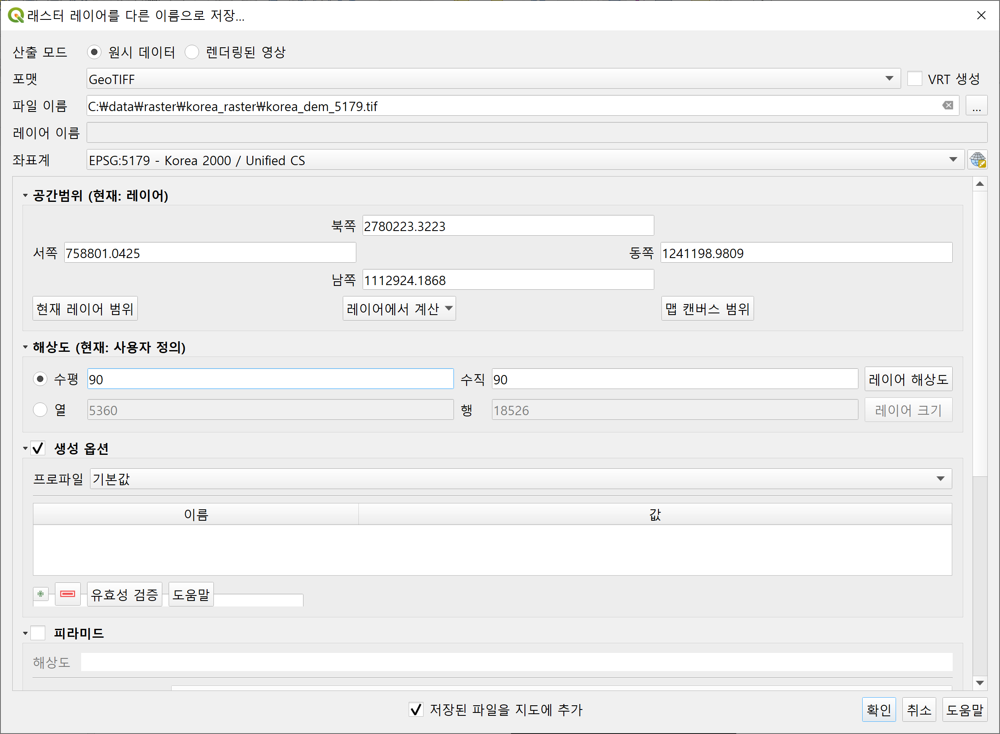 래스터 레이어를 다른 이름으로 저장...
산출 모드 원시 데이터 렌더링된 영상
포맷 GeoTIFF VRT 생성
파일 이름 C:₩data₩raster₩korea_raster₩korea_dem_5179.tif ...
레이어 이름
좌표계 EPSG:5179 - Korea 2000 / Unified CS
공간범위 (현재: 레이어)
북쪽 2780223.3223
서쪽 758801.0425 동쪽 1241198.9809
남쪽 1112924.1868
현재 레이어 범위 레이어에서 계산 맵 캔버스 범위
해상도 (현재: 사용자 정의)
수평 90 수직 90 레이어 해상도
열 5360 행 18526 레이어 크기
생성 옵션
프로파일 기본값
이름 값
유효성 검증 도움말
피라미드
해상도
저장된 파일을 지도에 추가 확인 취소 도움말